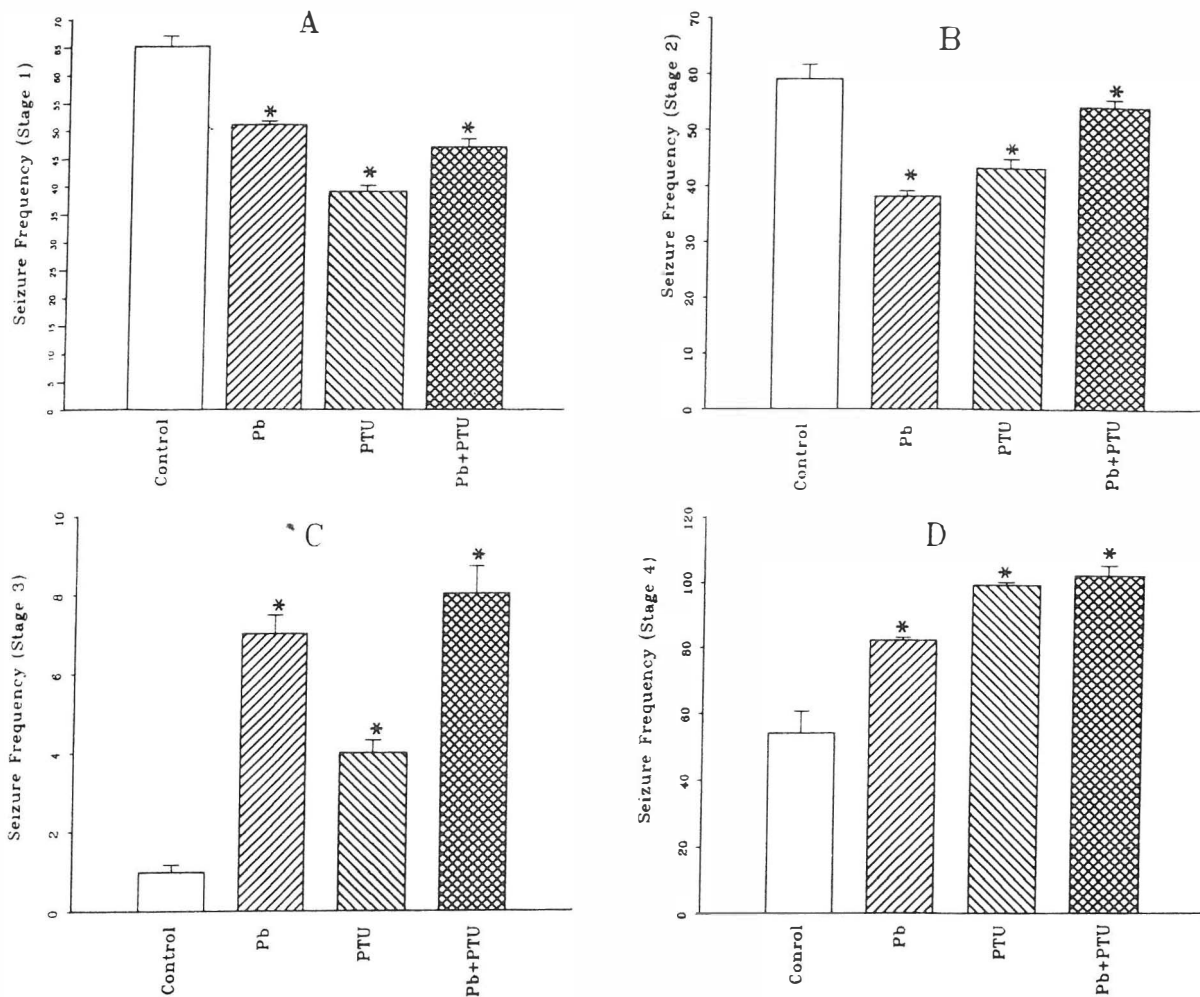 A
Seizure Frequency (Stage 1)
70
65
60
55
50
45
40
35
30
25
20
15
10
5
0
*
*
*
Control
Pb
PTU
Pb+PTU
B
Seizure Frequency (Stage 2)
70
60
50
40
30
20
10
0
*
*
*
Control
Pb
PTU
Pb+PTU
C
Seizure Frequency (Stage 3)
10
8
6
4
2
0
*
*
*
Control
Pb
PTU
Pb+PTU
D
Seizure Frequency (Stage 4)
120
100
80
60
40
20
0
*
*
*
Conrol
Pb
PTU
Pb+PTU